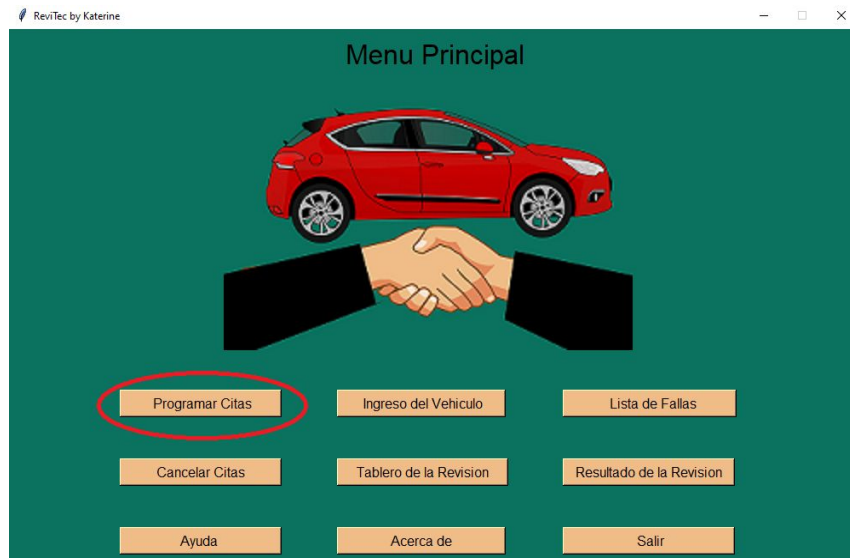 ReviTec by Katerine
Menu Principal
Programar Citas
Ingreso del Vehiculo
Lista de Fallas
Cancelar Citas
Tablero de la Revision
Resultado de la Revision
Ayuda
Acerca de
Salir